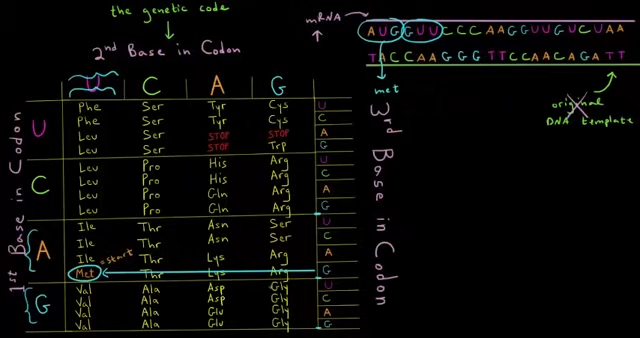 the genetic code
2nd Base in Codon
U C A G
1st Base in Codon
3rd Base in Codon
U Phe Ser Tyr Cys U
Phe Ser Tyr Cys C
Leu Ser STOP STOP A
Leu Ser STOP Trp G
C Leu Pro His Arg U
Leu Pro His Arg C
Leu Pro Gln Arg A
Leu Pro Gln Arg G
A Ile Thr Asn Ser U
Ile Thr Asn Ser C
Ile Thr Lys Arg A
Met =start Thr Lys Arg G
G Val Ala Asp Gly U
Val Ala Asp Gly C
Val Ala Glu Gly A
Val Ala Glu Gly G
mRNA
AUGGUUCCCAAGGUUGUCUAA
TACCAAGGGTTCCAACAGATT
met
original
DNA template